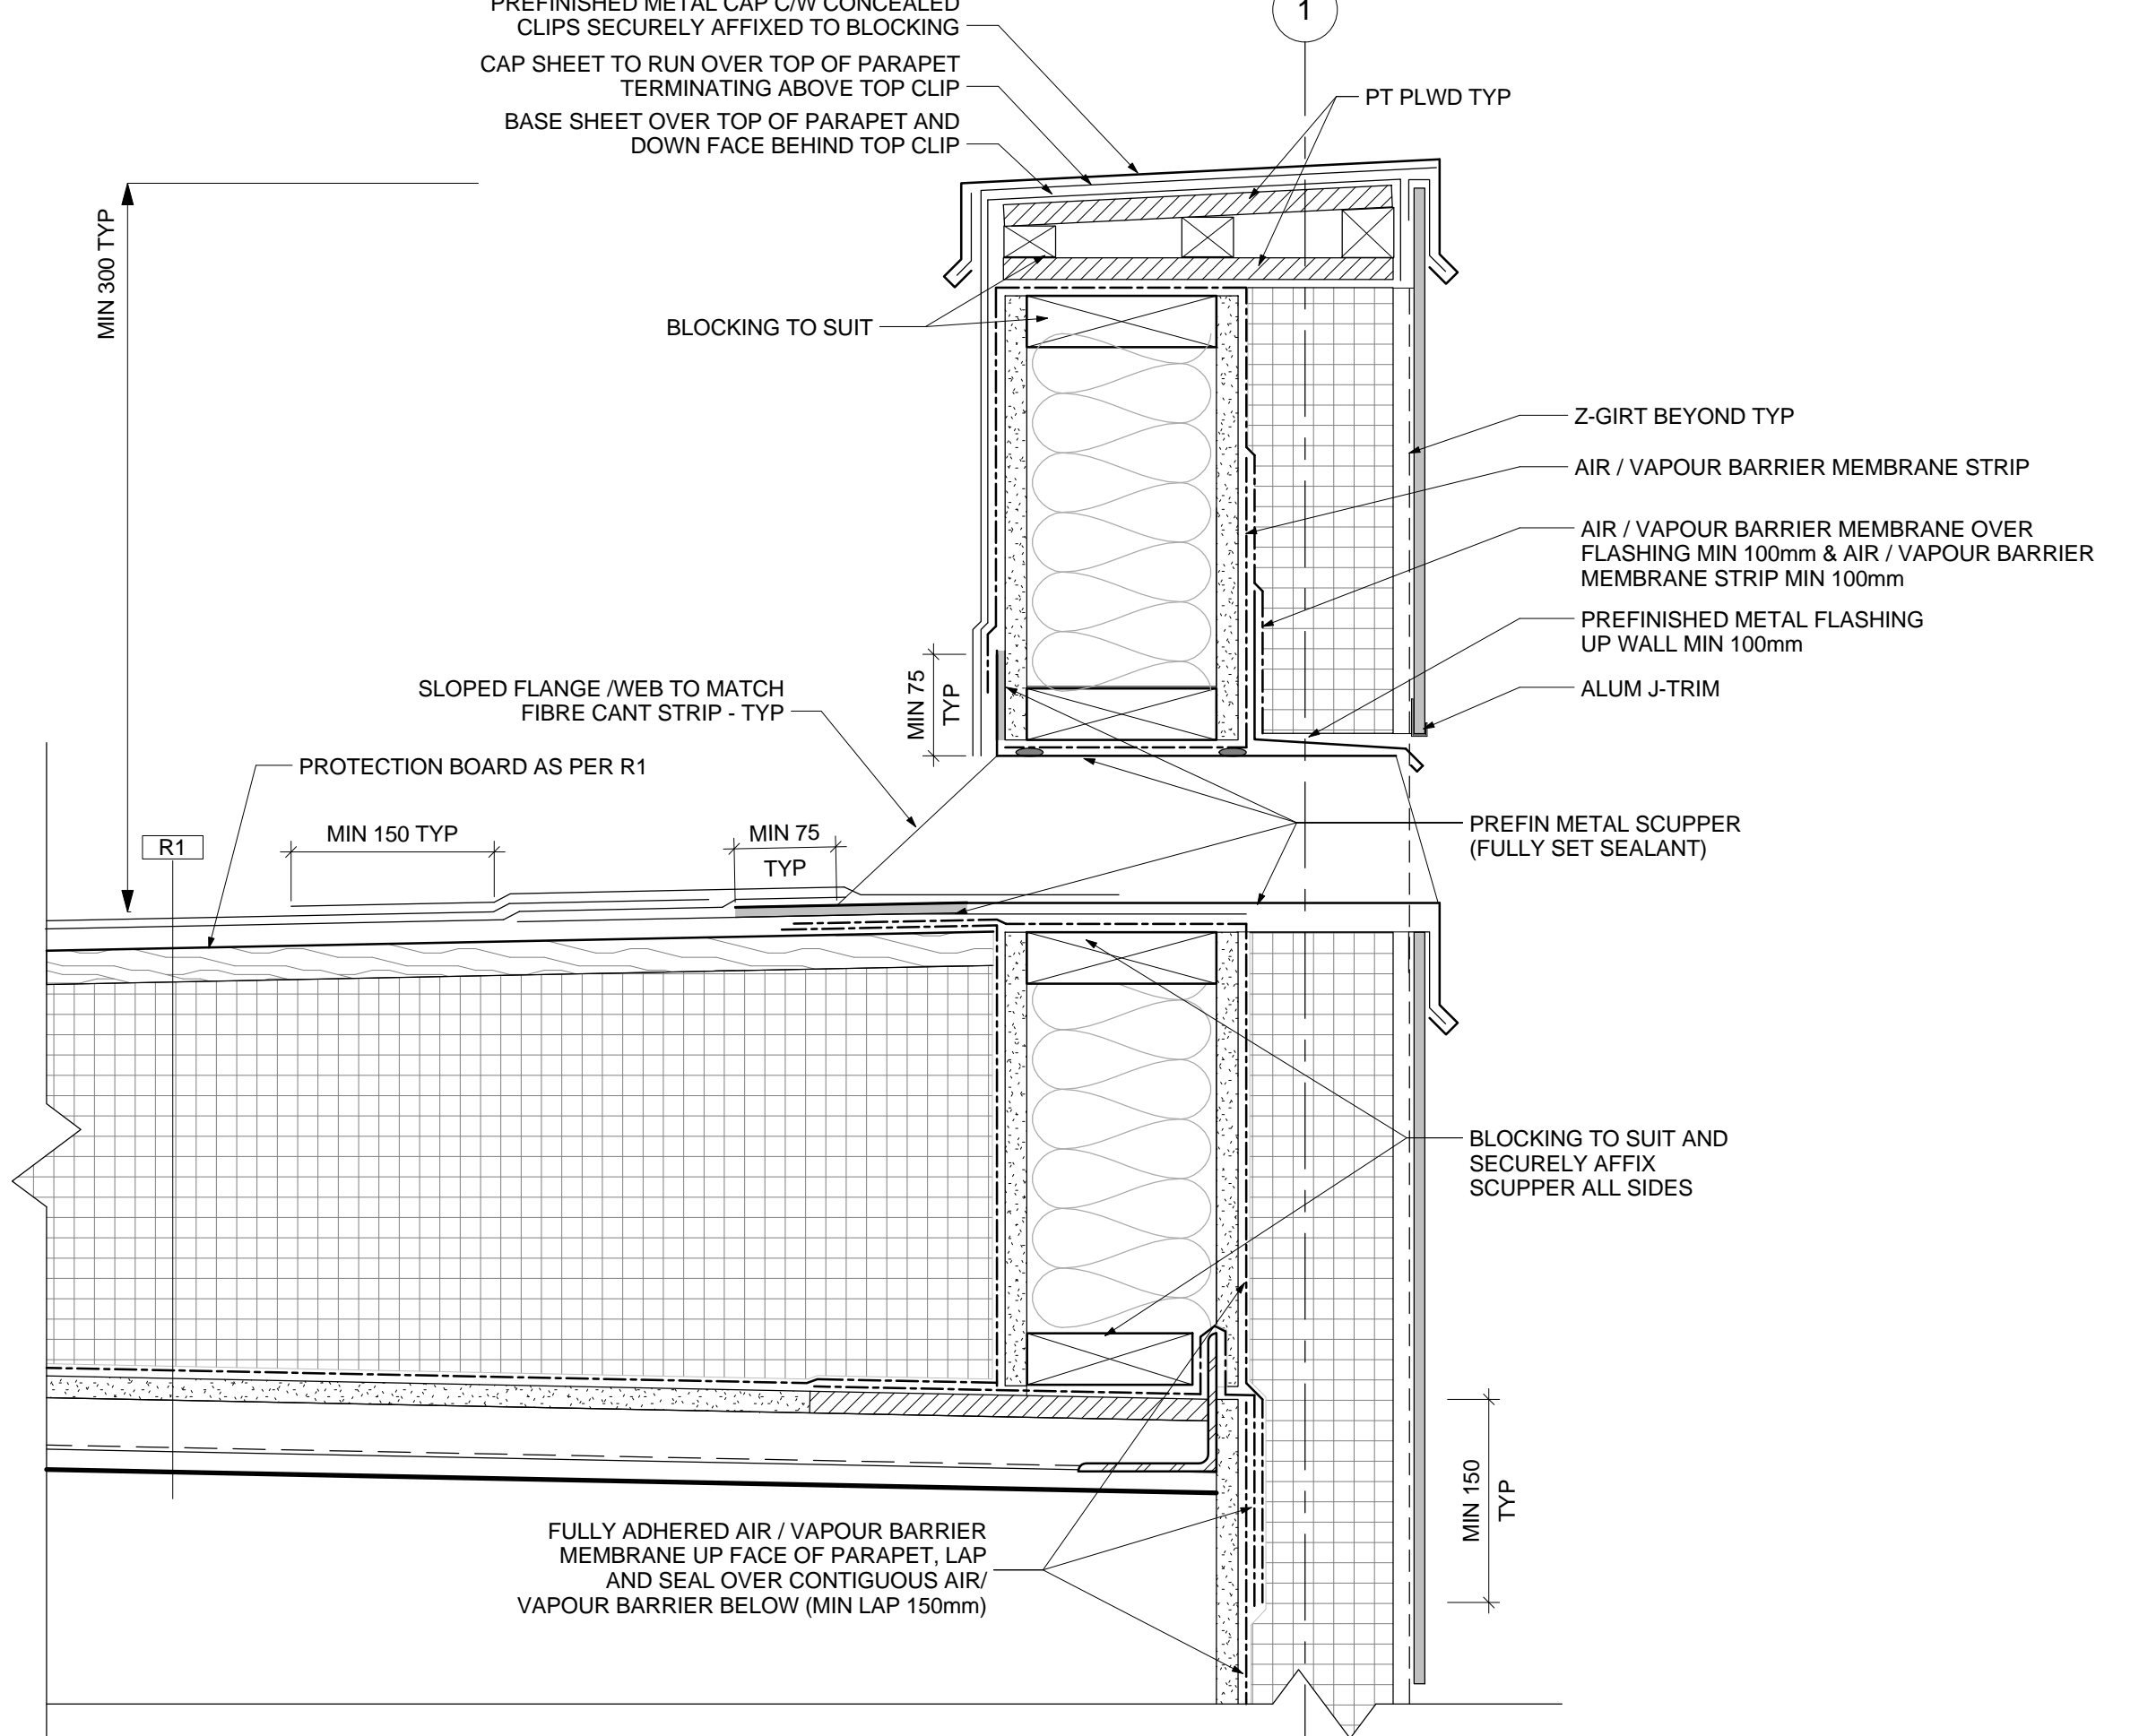 PREFINISHED METAL CAP C/W CONCEALED
CLIPS SECURELY AFFIXED TO BLOCKING
1
CAP SHEET TO RUN OVER TOP OF PARAPET
TERMINATING ABOVE TOP CLIP
PT PLWD TYP
BASE SHEET OVER TOP OF PARAPET AND
DOWN FACE BEHIND TOP CLIP
MIN 300 TYP
BLOCKING TO SUIT
Z-GIRT BEYOND TYP
AIR / VAPOUR BARRIER MEMBRANE STRIP
AIR / VAPOUR BARRIER MEMBRANE OVER
FLASHING MIN 100mm & AIR / VAPOUR BARRIER
MEMBRANE STRIP MIN 100mm
PREFINISHED METAL FLASHING
UP WALL MIN 100mm
ALUM J-TRIM
MIN 75
TYP
SLOPED FLANGE /WEB TO MATCH
FIBRE CANT STRIP - TYP
PROTECTION BOARD AS PER R1
R1
MIN 150 TYP
MIN 75
TYP
PREFIN METAL SCUPPER
(FULLY SET SEALANT)
BLOCKING TO SUIT AND
SECURELY AFFIX
SCUPPER ALL SIDES
MIN 150
TYP
FULLY ADHERED AIR / VAPOUR BARRIER
MEMBRANE UP FACE OF PARAPET, LAP
AND SEAL OVER CONTIGUOUS AIR/
VAPOUR BARRIER BELOW (MIN LAP 150mm)